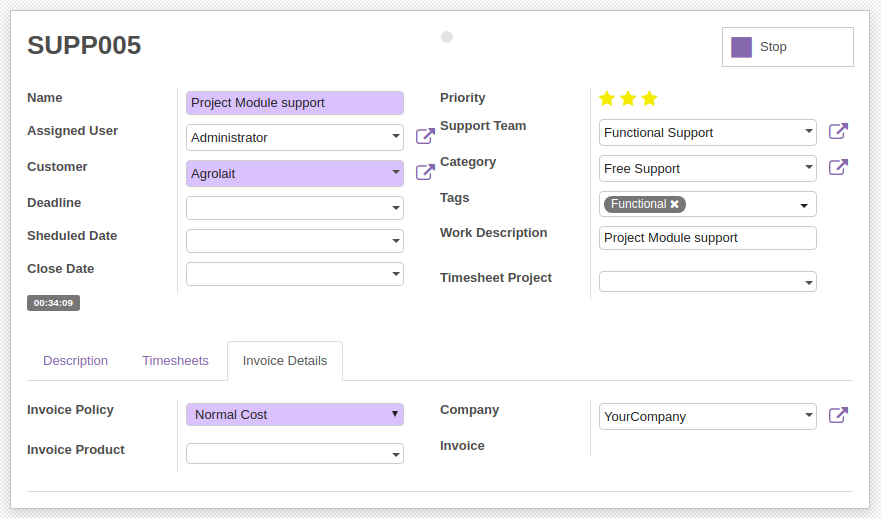 SUPP005
Stop
Name
Project Module support
Priority
Assigned User
Administrator
Support Team
Functional Support
Customer
Agrolait
Category
Free Support
Deadline
Tags
Functional ✖
Sheduled Date
Work Description
Project Module support
Close Date
Timesheet Project
00:34:09
Description
Timesheets
Invoice Details
Invoice Policy
Normal Cost
Company
YourCompany
Invoice Product
Invoice